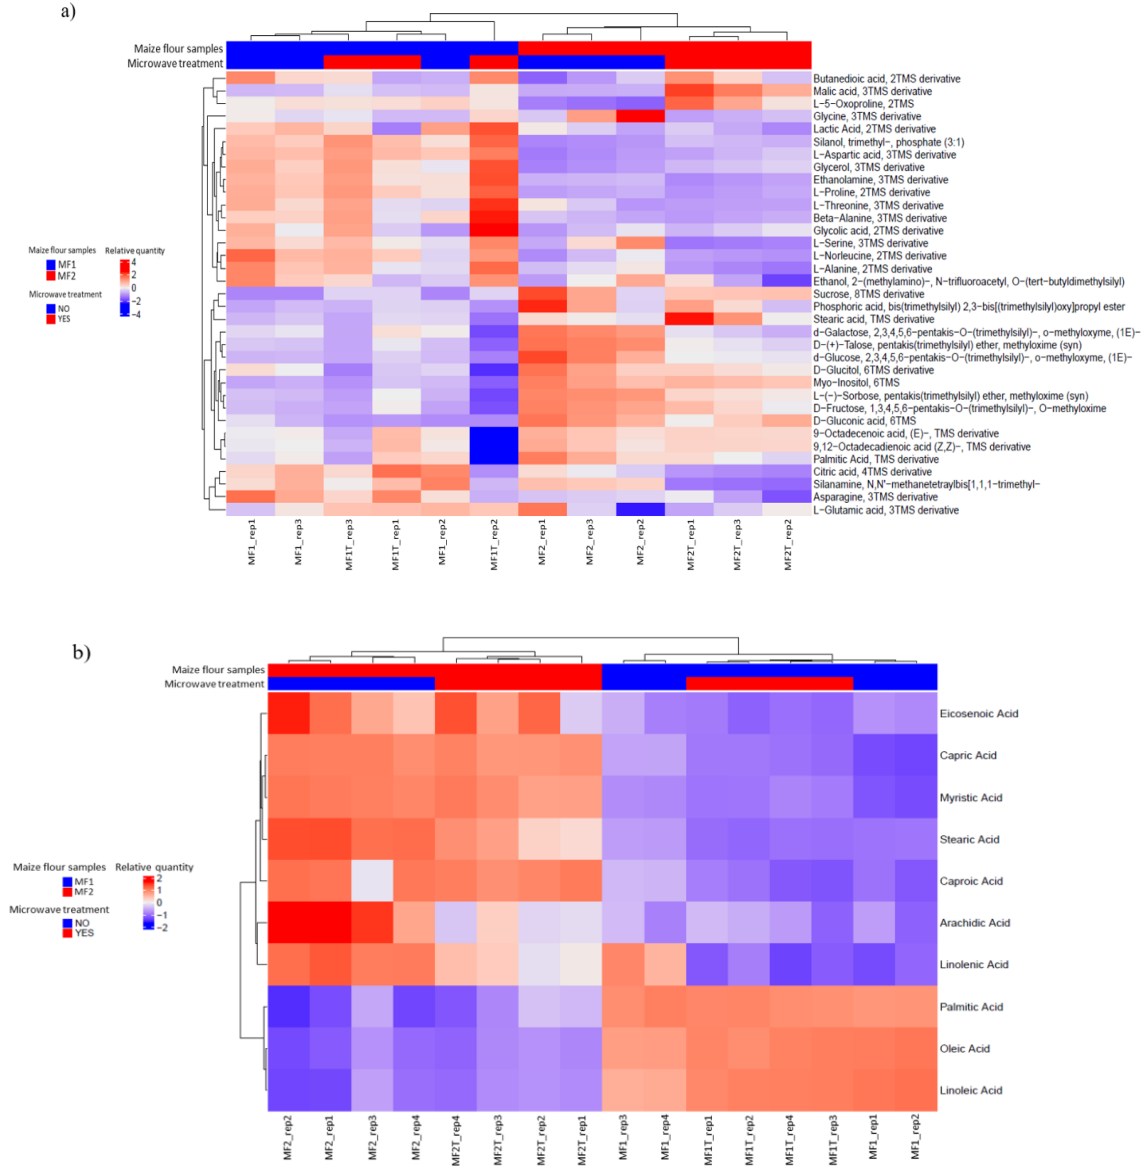 a)
Maize flour samples
Microwave treatment
Butanedioic acid, 2TMS derivative
Malic acid, 3TMS derivative
L−5−Oxoproline, 2TMS
Glycine, 3TMS derivative
Lactic Acid, 2TMS derivative
Silanol, trimethyl−, phosphate (3:1)
L−Aspartic acid, 3TMS derivative
Glycerol, 3TMS derivative
Ethanolamine, 3TMS derivative
L−Proline, 2TMS derivative
L−Threonine, 3TMS derivative
Beta−Alanine, 3TMS derivative
Glycolic acid, 2TMS derivative
L−Serine, 3TMS derivative
L−Norleucine, 2TMS derivative
L−Alanine, 2TMS derivative
Ethanol, 2−(methylamino)−, N−trifluoroacetyl, O−(tert−butyldimethylsilyl)
Sucrose, 8TMS derivative
Phosphoric acid, bis(trimethylsilyl) 2,3−bis[(trimethylsilyl)oxy]propyl ester
Stearic acid, TMS derivative
d−Galactose, 2,3,4,5,6−pentakis−O−(trimethylsilyl)−, o−methyloxyme, (1E)−
D−(+)−Talose, pentakis(trimethylsilyl) ether, methyloxime (syn)
d−Glucose, 2,3,4,5,6−pentakis−O−(trimethylsilyl)−, o−methyloxyme, (1E)−
D−Glucitol, 6TMS derivative
Myo−Inositol, 6TMS
L−(−)−Sorbose, pentakis(trimethylsilyl) ether, methyloxime (syn)
D−Fructose, 1,3,4,5,6−pentakis−O−(trimethylsilyl)−, O−methyloxime
D−Gluconic acid, 6TMS
9−Octadecenoic acid, (E)−, TMS derivative
9,12−Octadecadienoic acid (Z,Z)−, TMS derivative
Palmitic Acid, TMS derivative
Citric acid, 4TMS derivative
Silanamine, N,N'−methanetetraylbis[1,1,1−trimethyl−
Asparagine, 3TMS derivative
L−Glutamic acid, 3TMS derivative
Maize flour samples
MF1
MF2
Microwave treatment
NO
YES
Relative quantity
4
2
0
−2
−4
MF1_rep1
MF1_rep3
MF1T_rep3
MF1T_rep1
MF1_rep2
MF1T_rep2
MF2_rep1
MF2_rep3
MF2_rep2
MF2T_rep1
MF2T_rep3
MF2T_rep2
b)
Maize flour samples
Microwave treatment
Eicosenoic Acid
Capric Acid
Myristic Acid
Stearic Acid
Caproic Acid
Arachidic Acid
Linolenic Acid
Palmitic Acid
Oleic Acid
Linoleic Acid
Maize flour samples
MF1
MF2
Microwave treatment
NO
YES
Relative quantity
2
1
0
−1
−2
MF2_rep2
MF2_rep1
MF2_rep3
MF2_rep4
MF2T_rep4
MF2T_rep3
MF2T_rep2
MF2T_rep1
MF1_rep3
MF1_rep4
MF1T_rep1
MF1T_rep2
MF1T_rep4
MF1T_rep3
MF1_rep1
MF1_rep2